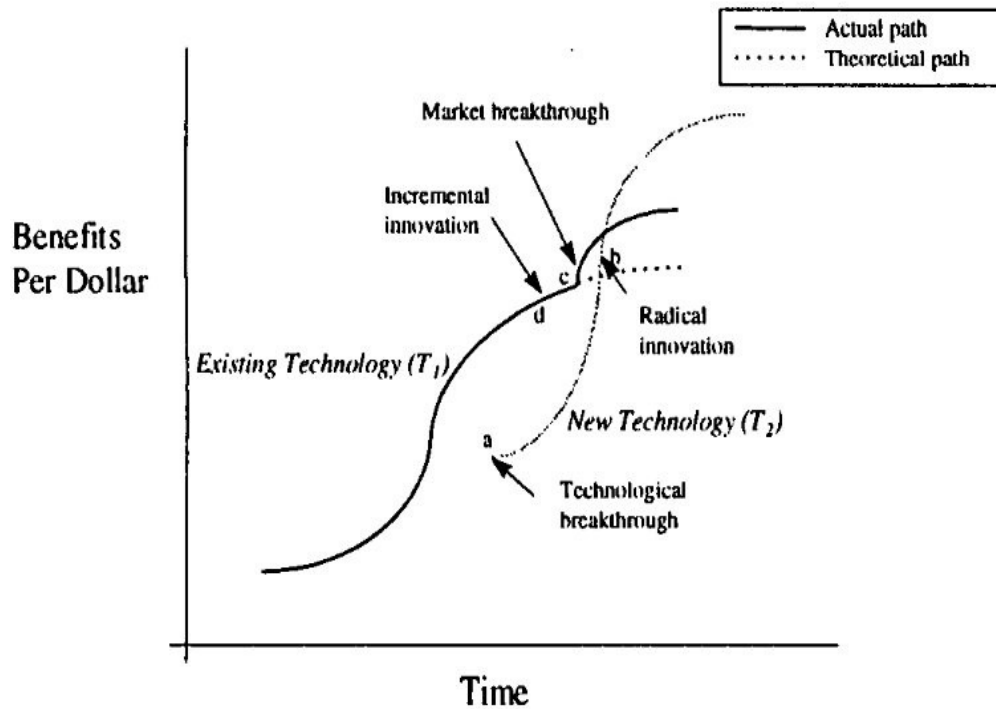 Actual path
Theoretical path
Market breakthrough
Incremental
innovation
Benefits
Per Dollar
c
b
d
Radical
innovation
Existing Technology (T1)
New Technology (T2)
a
Technological
breakthrough
Time